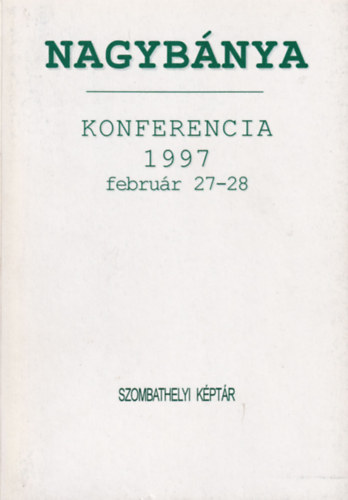 NAGYBÁNYA
KONFERENCIA
1997
február 27-28
SZOMBATHELYI KÉPTÁR